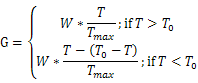 G = { W * T / T_max ; if T > T_0
W * T − (T_0 − T) / T_max ; if T < T_0